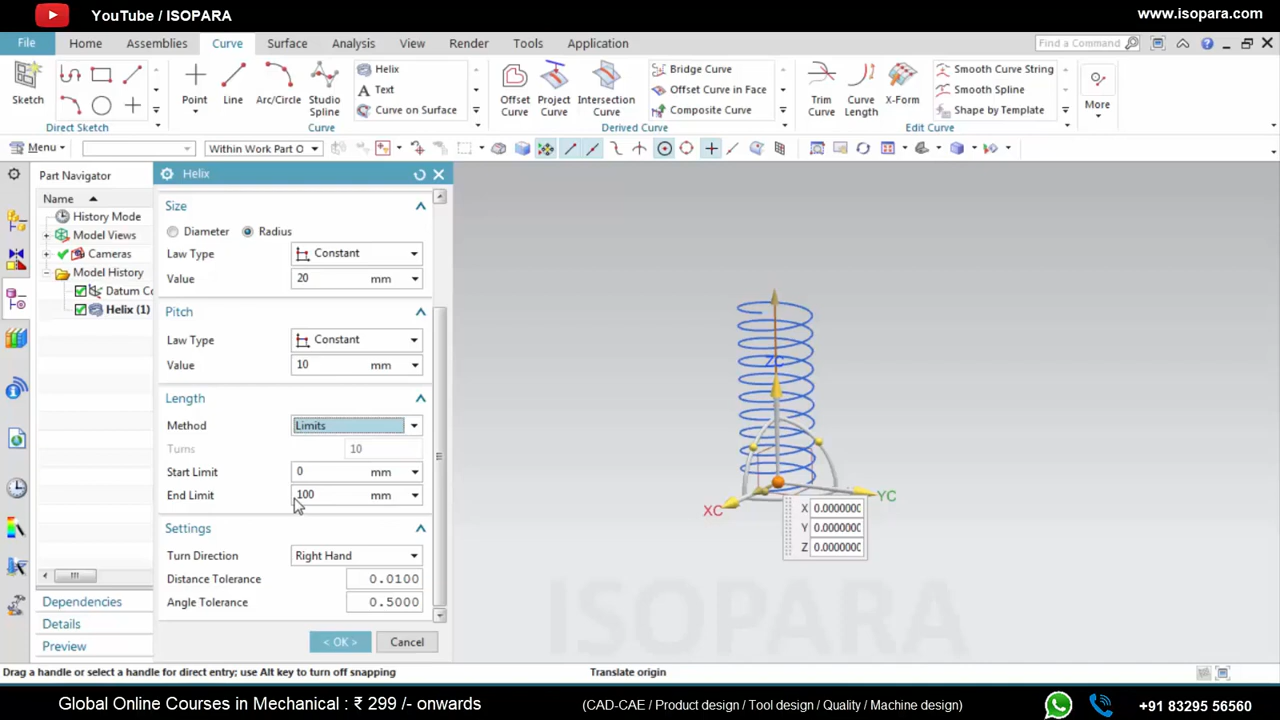 YouTube / ISOPARA
www.isopara.com
File Home Assemblies Curve Surface Analysis View Render Tools Application
Find a Command
Sketch
Point Line Arc/Circle Studio Spline
Helix
Text
Curve on Surface
Offset Curve Project Curve Intersection Curve
Bridge Curve
Offset Curve in Face
Composite Curve
Trim Curve Curve Length X-Form
Smooth Curve String
Smooth Spline
Shape by Template
More
Direct Sketch Curve Derived Curve Edit Curve
Menu Within Work Part O
Part Navigator
Name
History Mode
Model Views
Cameras
Model History
Datum Co
Helix (1)
Dependencies
Details
Preview
Helix
Size
Diameter Radius
Law Type Constant
Value 20 mm
Pitch
Law Type Constant
Value 10 mm
Length
Method Limits
Turns 10
Start Limit 0 mm
End Limit 100 mm
Settings
Turn Direction Right Hand
Distance Tolerance 0.0100
Angle Tolerance 0.5000
< OK > Cancel
ZC
XC
YC
X 0.000000
Y 0.000000
Z 0.000000
ISOPARA
Drag a handle or select a handle for direct entry; use Alt key to turn off snapping
Translate origin
Global Online Courses in Mechanical : ₹ 299 /- onwards
(CAD-CAE / Product design / Tool design / Quality / Machine design)
+91 83295 56560